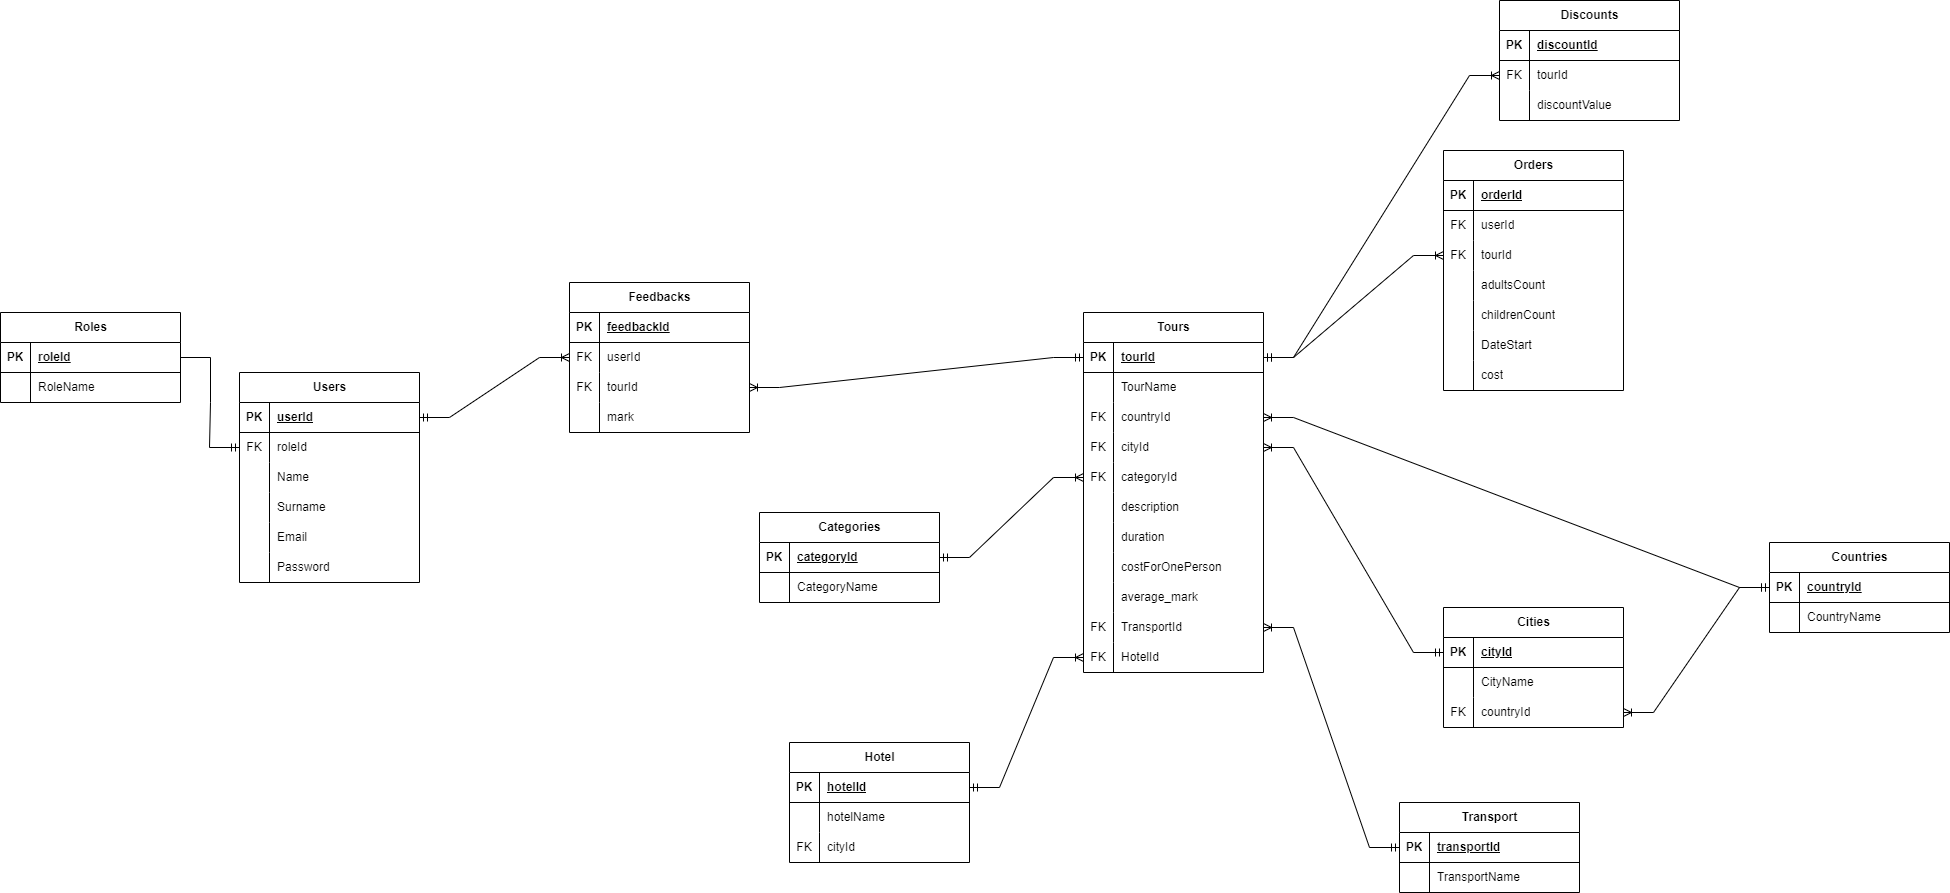 Discounts
PK discountId
FK tourId
discountValue
Orders
PK orderId
FK userId
FK tourId
adultsCount
childrenCount
DateStart
cost
Feedbacks
PK feedbackId
FK userId
FK tourId
mark
Roles
PK roleId
RoleName
Users
PK userId
FK roleId
Name
Surname
Email
Password
Tours
PK tourId
TourName
FK countryId
FK cityId
FK categoryId
description
duration
costForOnePerson
average_mark
FK TransportId
FK HotelId
Categories
PK categoryId
CategoryName
Countries
PK countryId
CountryName
Cities
PK cityId
CityName
FK countryId
Hotel
PK hotelId
hotelName
FK cityId
Transport
PK transportId
TransportName